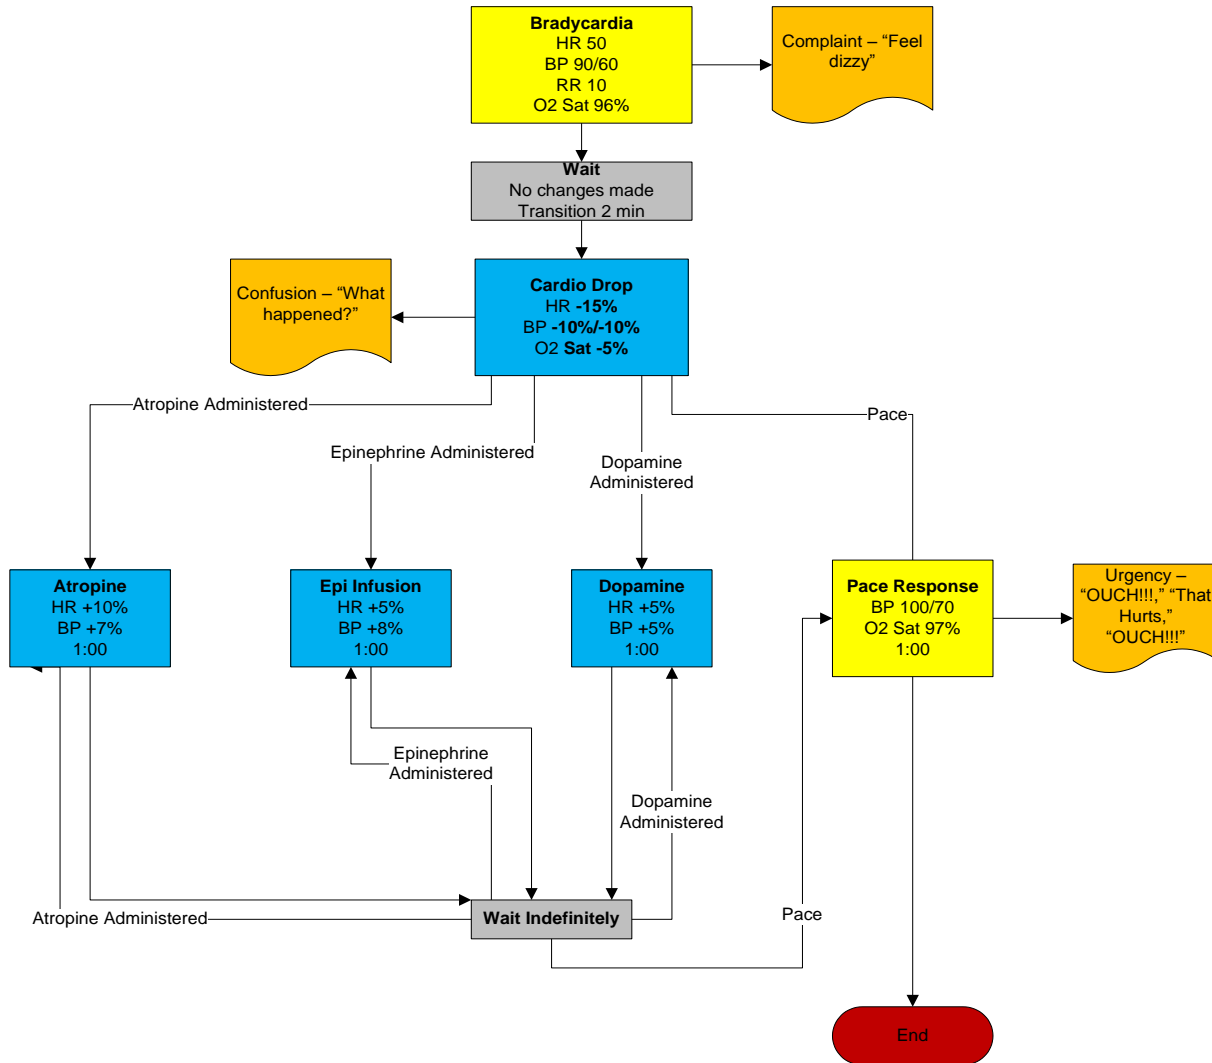 Bradycardia
HR 50
BP 90/60
RR 10
O2 Sat 96%
Complaint – “Feel
dizzy”
Wait
No changes made
Transition 2 min
Confusion – “What
happened?”
Cardio Drop
HR -15%
BP -10%/-10%
O2 Sat -5%
Atropine Administered
Epinephrine Administered
Dopamine
Administered
Pace
Atropine
HR +10%
BP +7%
1:00
Epi Infusion
HR +5%
BP +8%
1:00
Dopamine
HR +5%
BP +5%
1:00
Pace Response
BP 100/70
O2 Sat 97%
1:00
Urgency –
“OUCH!!!,” “That
Hurts,”
“OUCH!!!”
Epinephrine
Administered
Dopamine
Administered
Atropine Administered
Wait Indefinitely
Pace
End